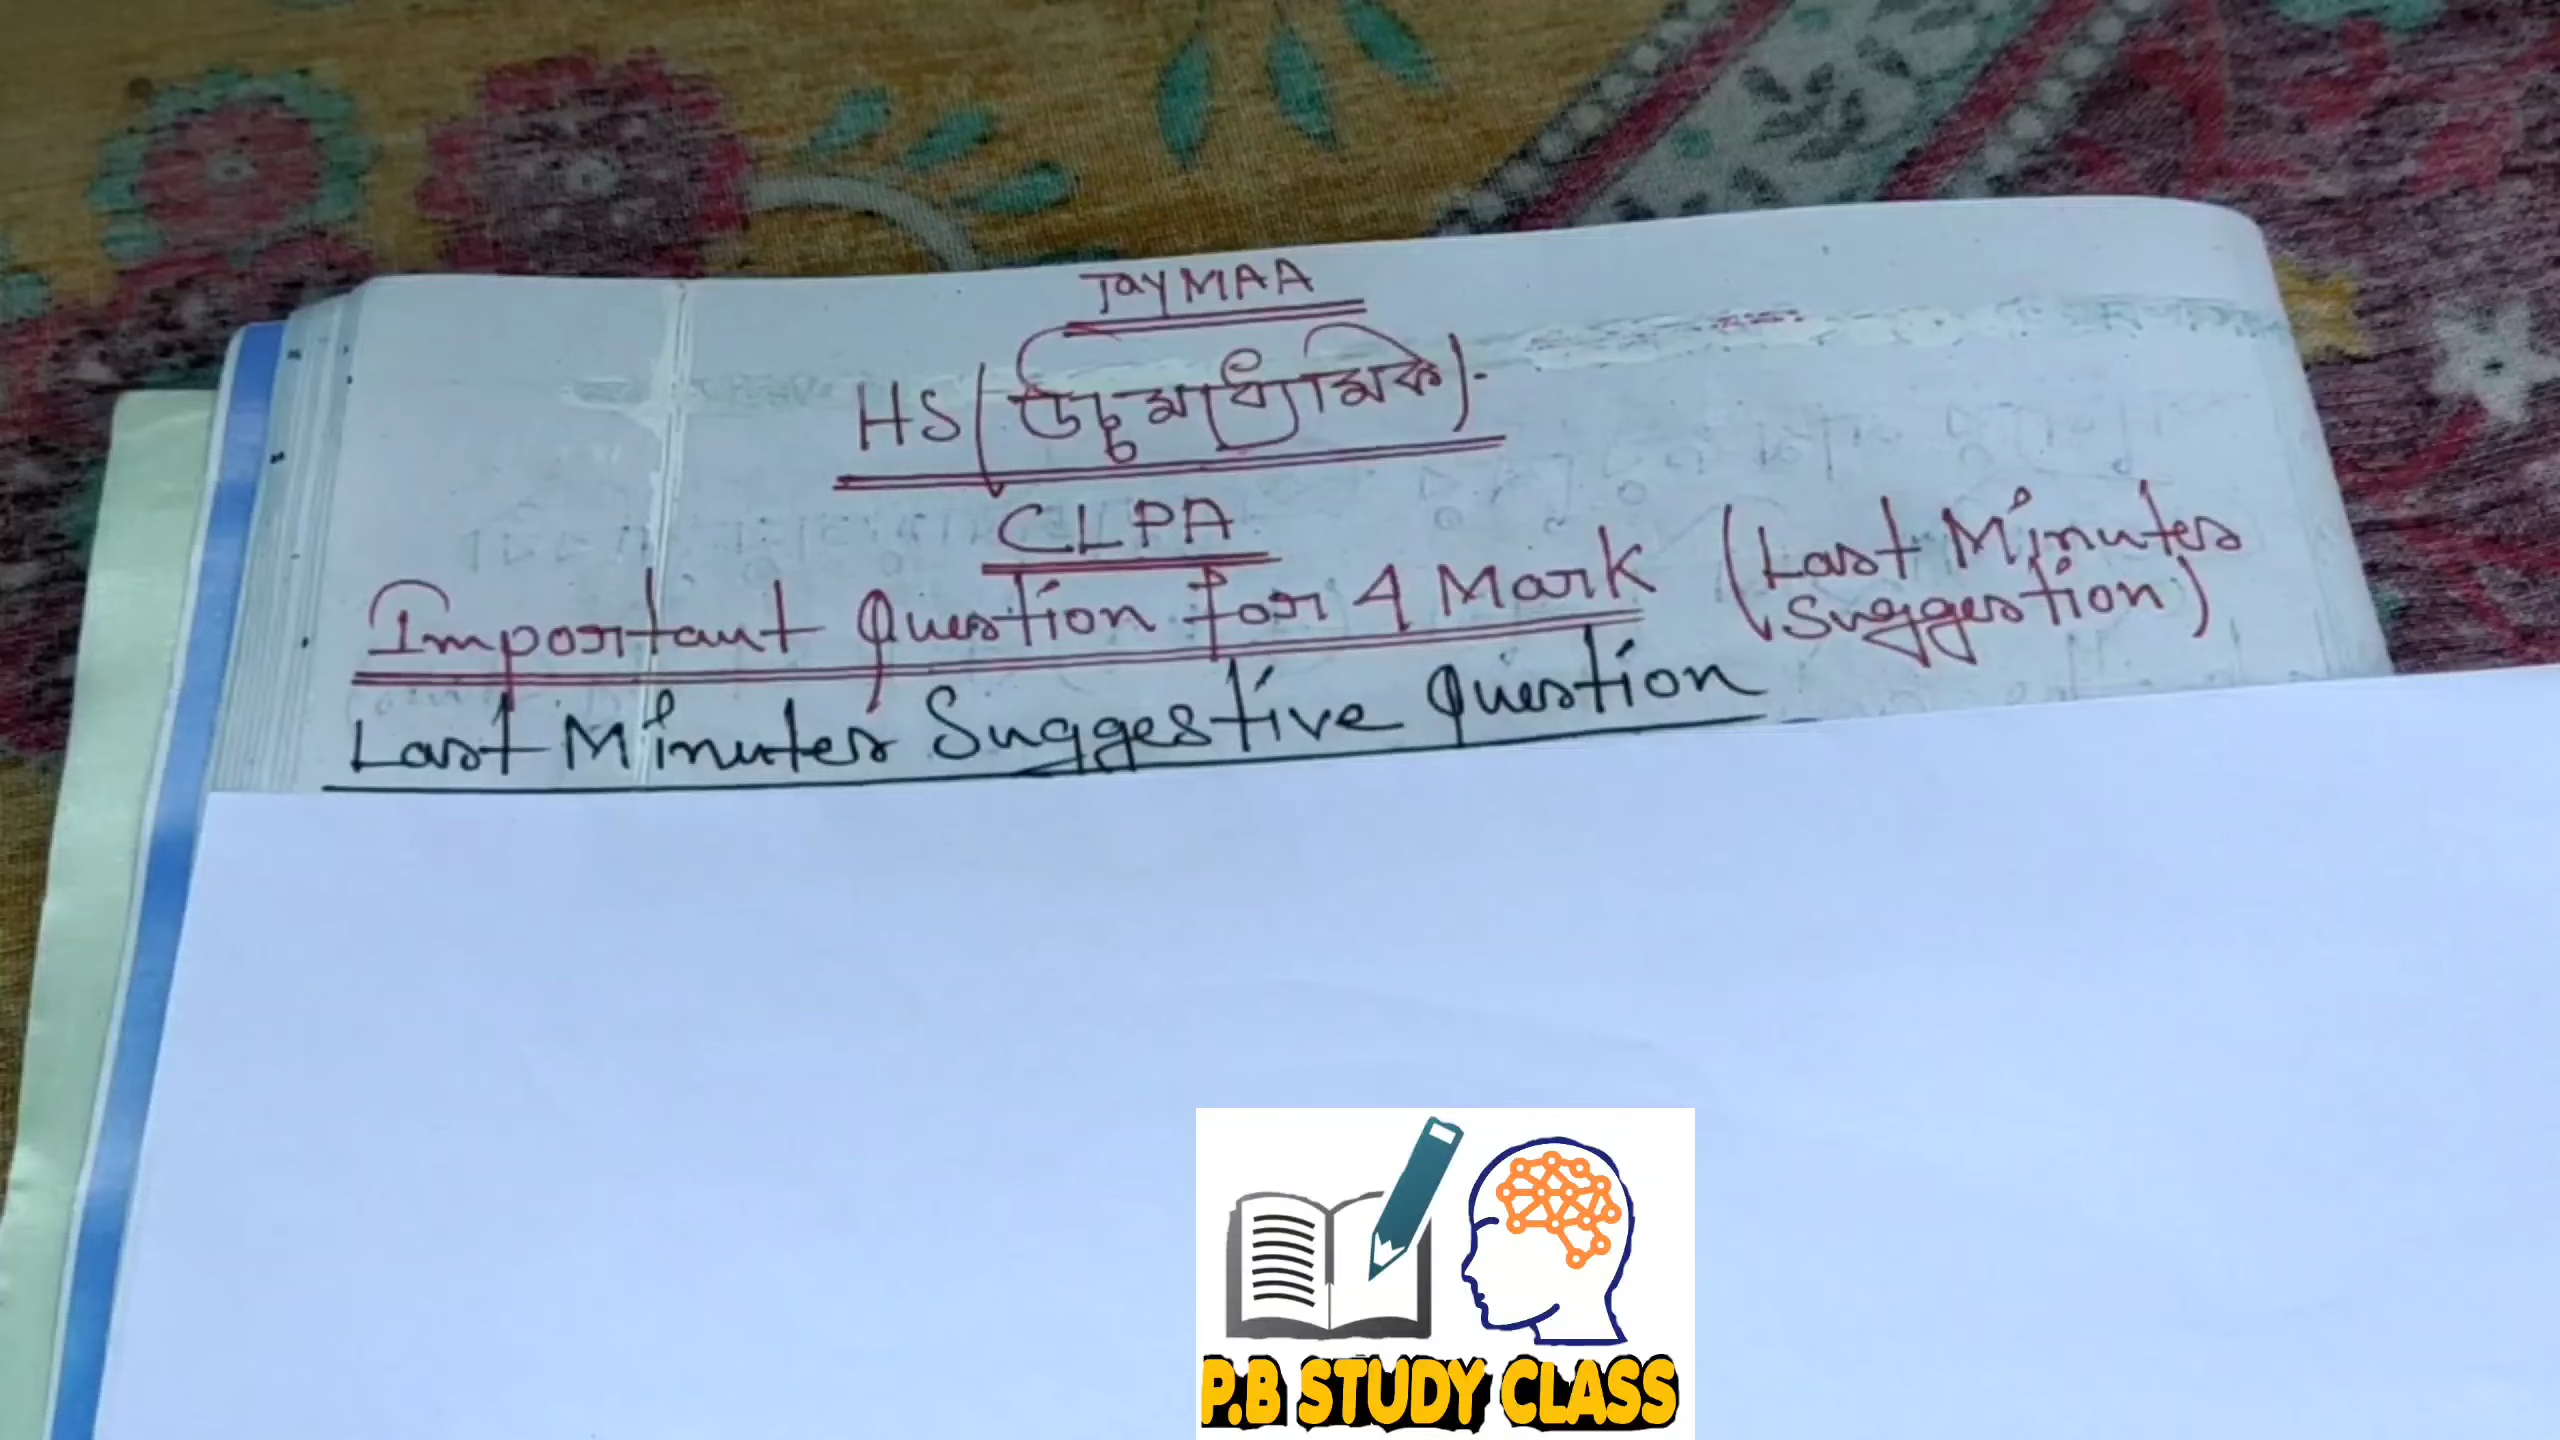 Jay MAA
HS (উচ্চমাধ্যমিক).
CLPA
Important Question for 4 Mark (Last Minutes
Suggestion)
Last Minutes Suggestive Question
P.B STUDY CLASS